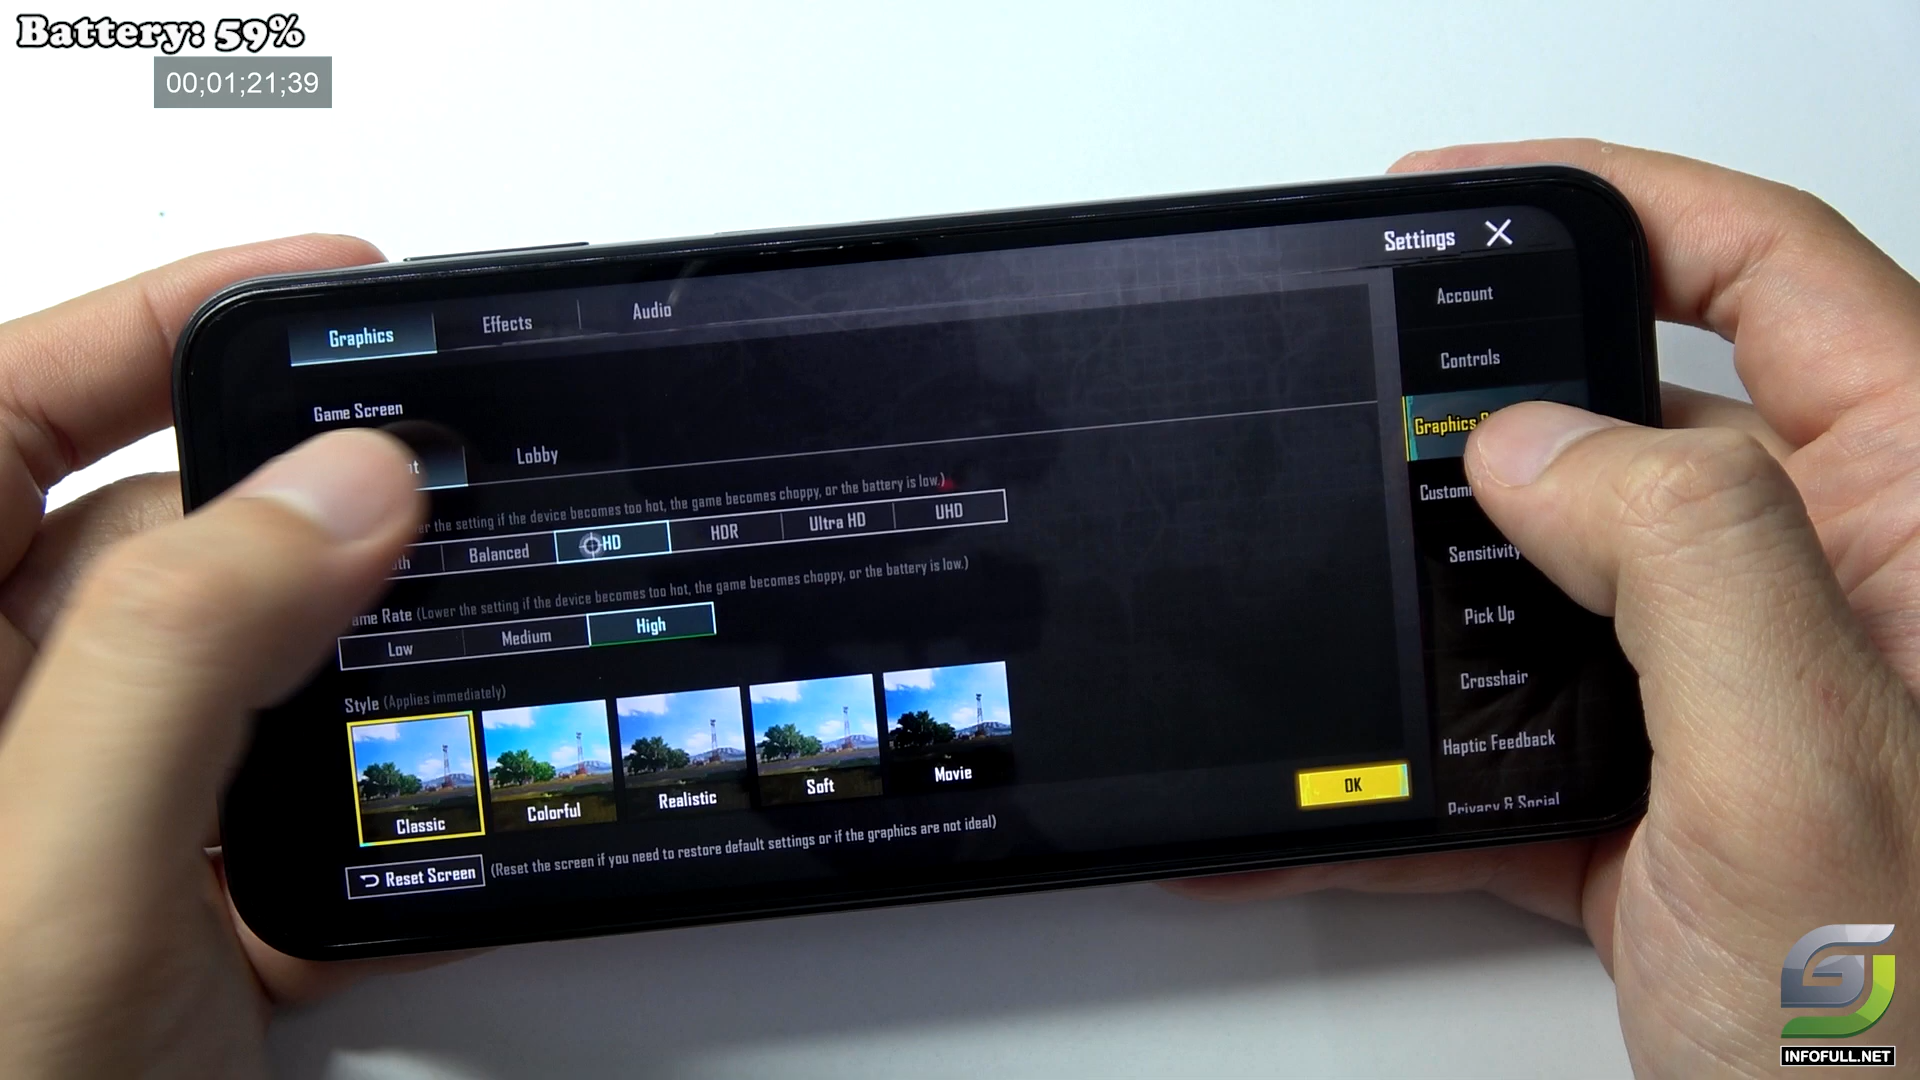 Battery: 59%
00;01;21;39
Settings
Graphics
Effects
Audio
Account
Controls
Graphics
Sensitivity
Pick Up
Crosshair
Haptic Feedback
Privacy & Social
Game Screen
Lobby
the setting if the device becomes too hot, the game becomes choppy, or the battery is low.)
Balanced
HD
HDR
Ultra HD
UHD
Rate (Lower the setting if the device becomes too hot, the game becomes choppy, or the battery is low.)
Low
Medium
High
Style (Applies immediately)
Classic
Colorful
Realistic
Soft
Movie
OK
Reset Screen
(Reset the screen if you need to restore default settings or if the graphics are not ideal)
INFOFULL.NET